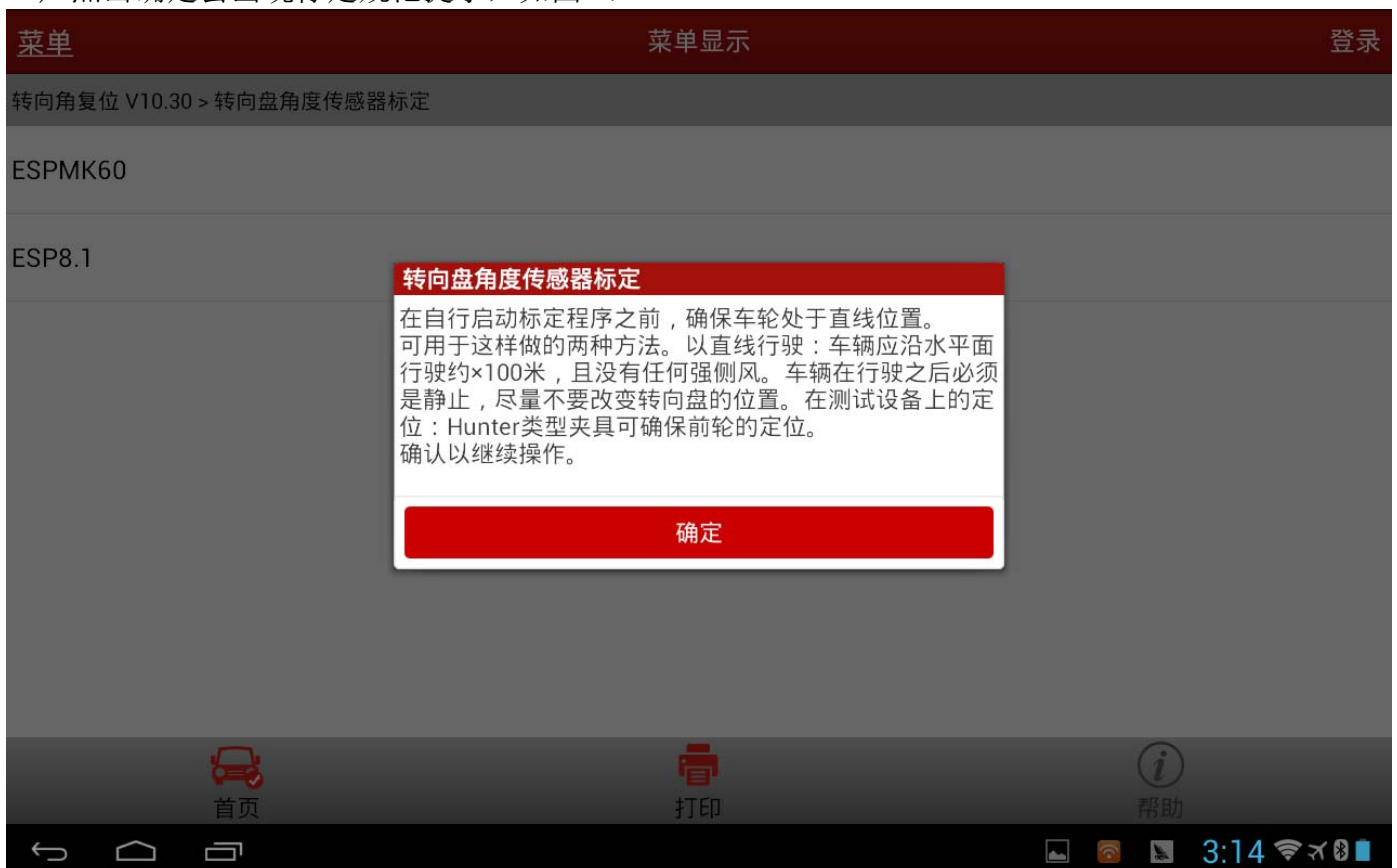 菜单
菜单显示
登录
转向角复位 V10.30 > 转向盘角度传感器标定
ESPMK60
ESP8.1
转向盘角度传感器标定
在自行启动标定程序之前，确保车轮处于直线位置。
可用于这样做的两种方法。以直线行驶：车辆应沿水平面
行驶约×100米，且没有任何强侧风。车辆在行驶之后必须
是静止，尽量不要改变转向盘的位置。在测试设备上的定
位：Hunter类型夹具可确保前轮的定位。
确认以继续操作。
确定
首页
打印
帮助
3:14